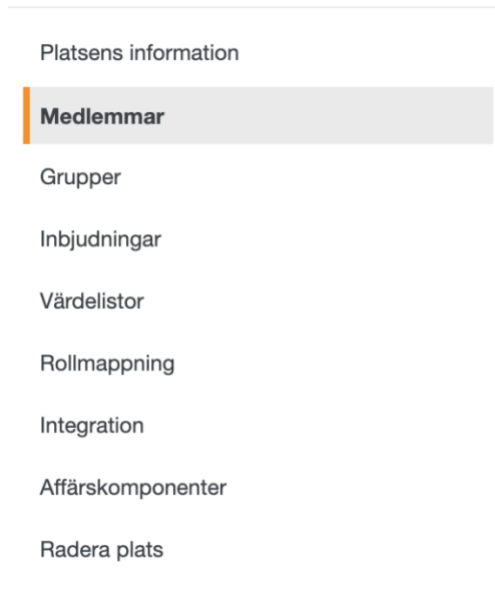 Platsens information
Medlemmar
Grupper
Inbjudningar
Värdelistor
Rollmappning
Integration
Affärskomponenter
Radera plats